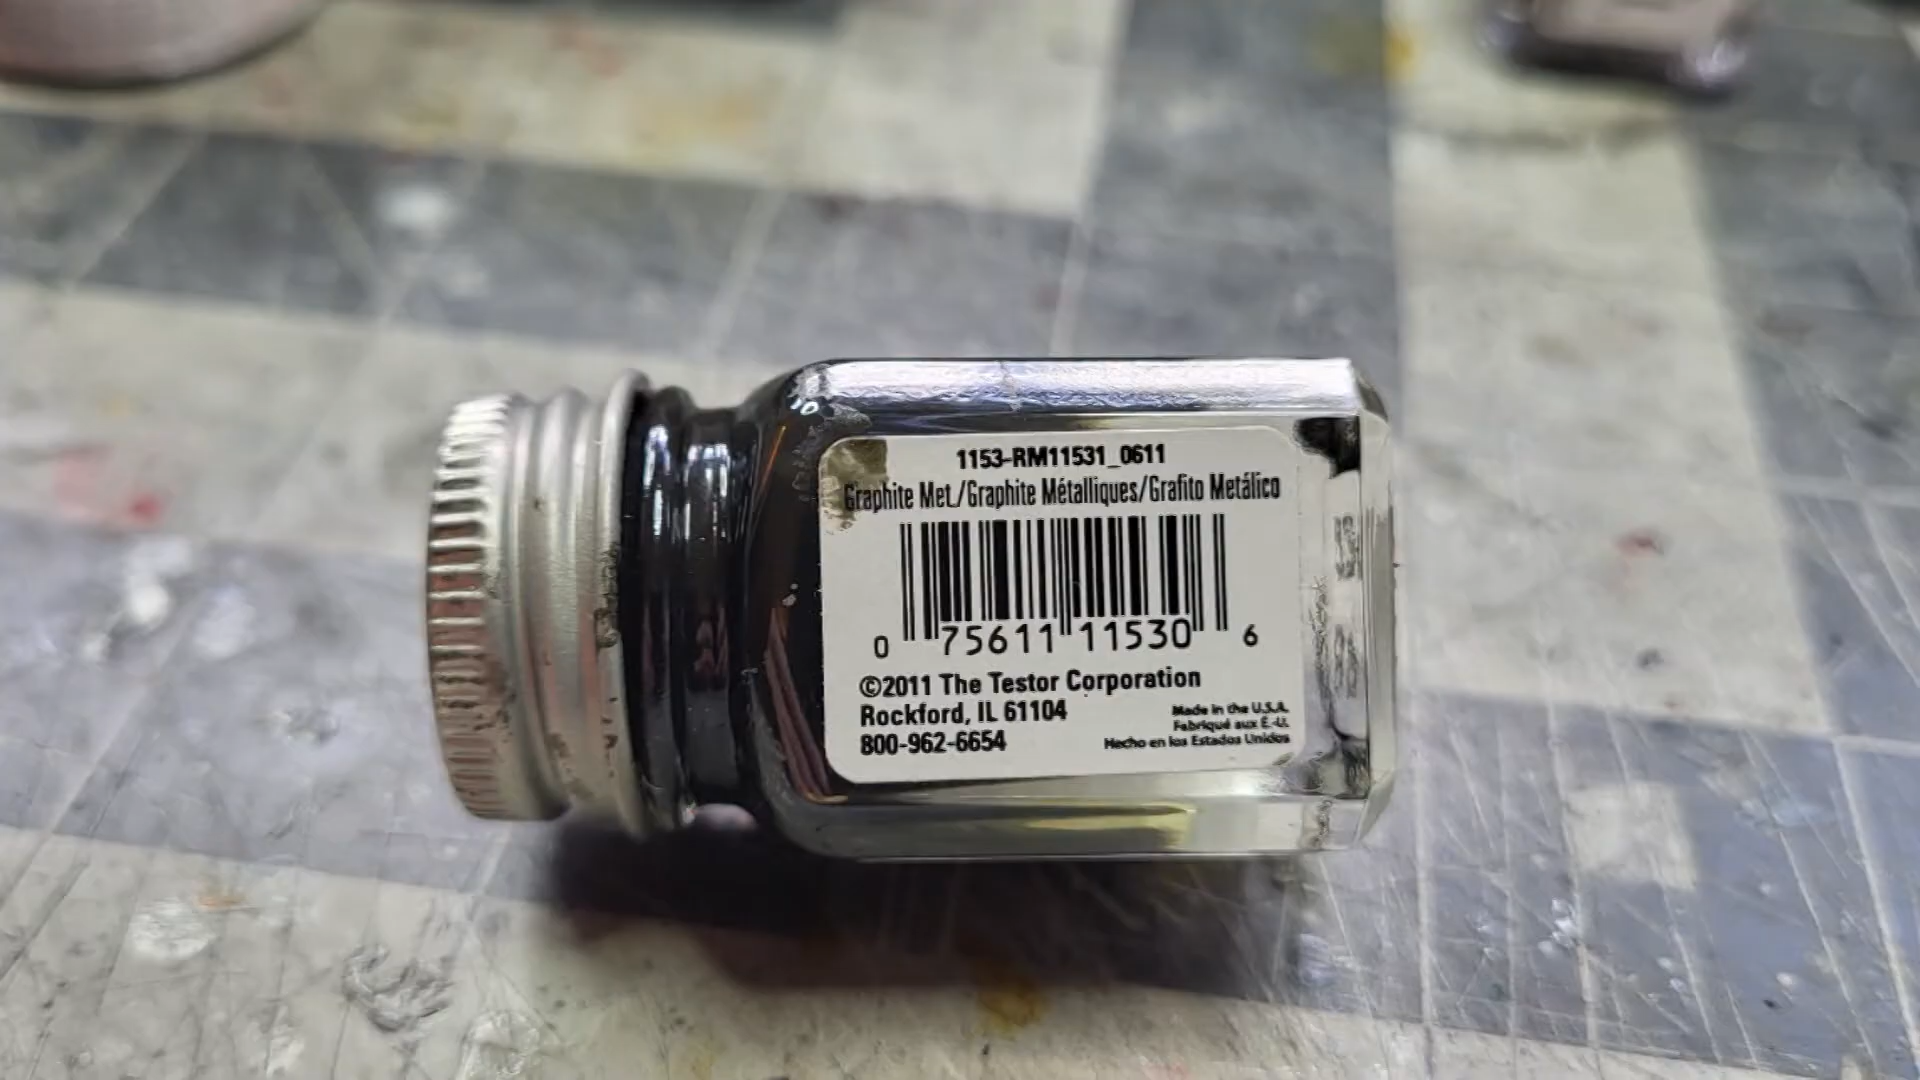 1153-RM11531_0611
Graphite Met./Graphite Métalliques/Grafito Metálico
0 75611 11530 6
©2011 The Testor Corporation
Rockford, IL 61104
800-962-6654
Made in the U.S.A.
Fabriqué aux É.-U.
Hecho en los Estados Unidos